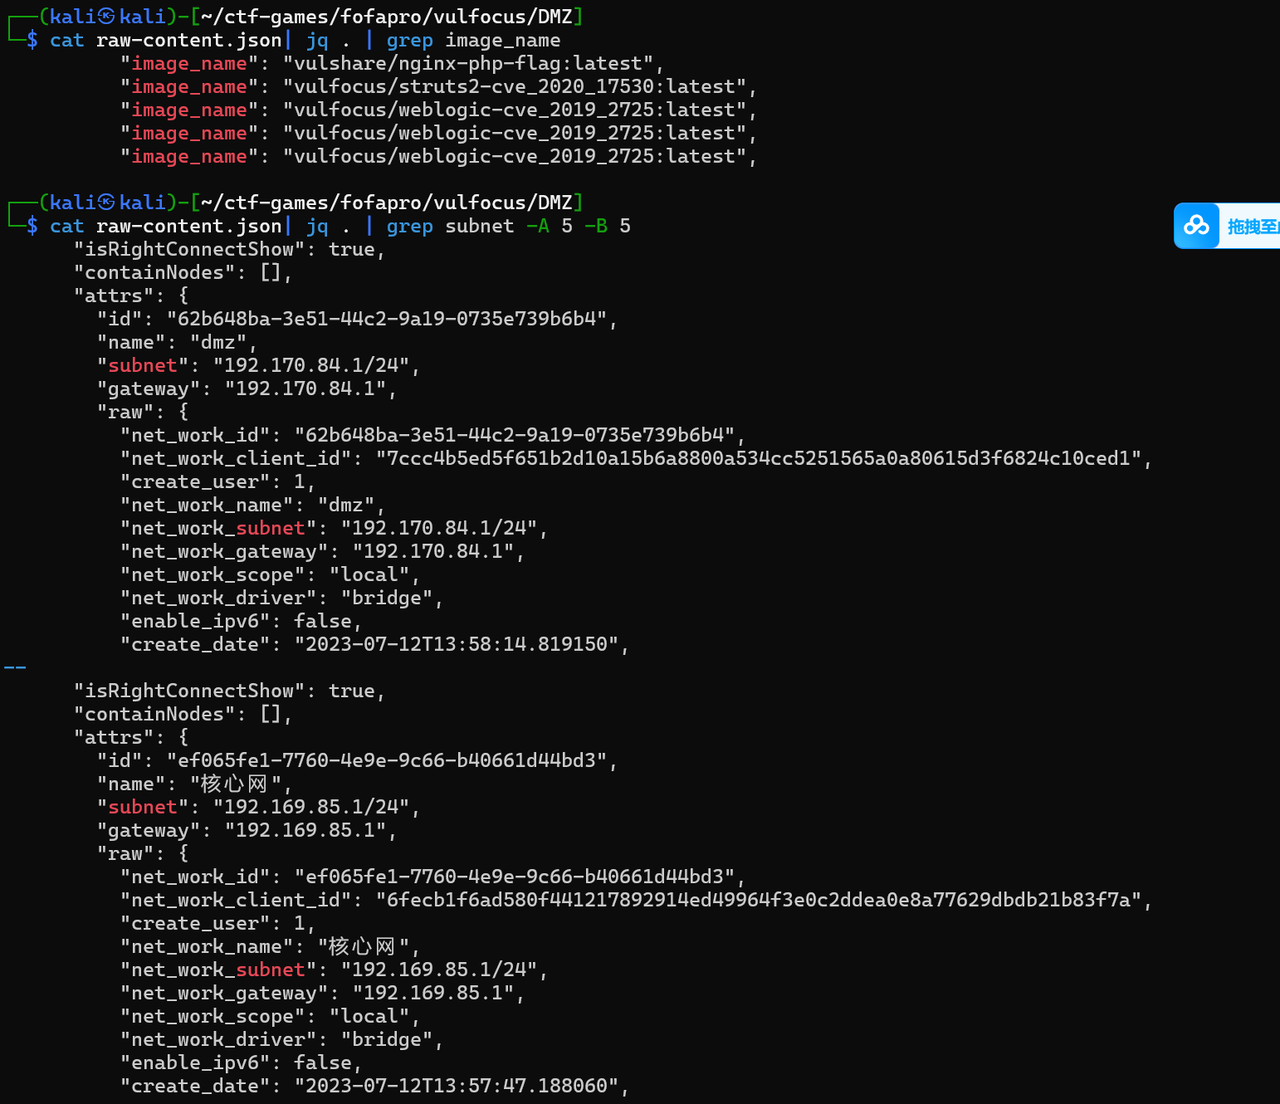 ┌──(kali㉿kali)-[~/ctf-games/fofapro/vulfocus/DMZ]
└─$ cat raw-content.json| jq . | grep image_name
"image_name": "vulshare/nginx-php-flag:latest",
"image_name": "vulfocus/struts2-cve_2020_17530:latest",
"image_name": "vulfocus/weblogic-cve_2019_2725:latest",
"image_name": "vulfocus/weblogic-cve_2019_2725:latest",
"image_name": "vulfocus/weblogic-cve_2019_2725:latest",
┌──(kali㉿kali)-[~/ctf-games/fofapro/vulfocus/DMZ]
└─$ cat raw-content.json| jq . | grep subnet -A 5 -B 5
"isRightConnectShow": true,
"containNodes": [],
"attrs": {
"id": "62b648ba-3e51-44c2-9a19-0735e739b6b4",
"name": "dmz",
"subnet": "192.170.84.1/24",
"gateway": "192.170.84.1",
"raw": {
"net_work_id": "62b648ba-3e51-44c2-9a19-0735e739b6b4",
"net_work_client_id": "7ccc4b5ed5f651b2d10a15b6a8800a534cc5251565a0a80615d3f6824c10ced1",
"create_user": 1,
"net_work_name": "dmz",
"net_work_subnet": "192.170.84.1/24",
"net_work_gateway": "192.170.84.1",
"net_work_scope": "local",
"net_work_driver": "bridge",
"enable_ipv6": false,
"create_date": "2023-07-12T13:58:14.819150",
--
"isRightConnectShow": true,
"containNodes": [],
"attrs": {
"id": "ef065fe1-7760-4e9e-9c66-b40661d44bd3",
"name": "核心网",
"subnet": "192.169.85.1/24",
"gateway": "192.169.85.1",
"raw": {
"net_work_id": "ef065fe1-7760-4e9e-9c66-b40661d44bd3",
"net_work_client_id": "6fecb1f6ad580f441217892914ed49964f3e0c2ddea0e8a77629dbdb21b83f7a",
"create_user": 1,
"net_work_name": "核心网",
"net_work_subnet": "192.169.85.1/24",
"net_work_gateway": "192.169.85.1",
"net_work_scope": "local",
"net_work_driver": "bridge",
"enable_ipv6": false,
"create_date": "2023-07-12T13:57:47.188060",
拖拽至